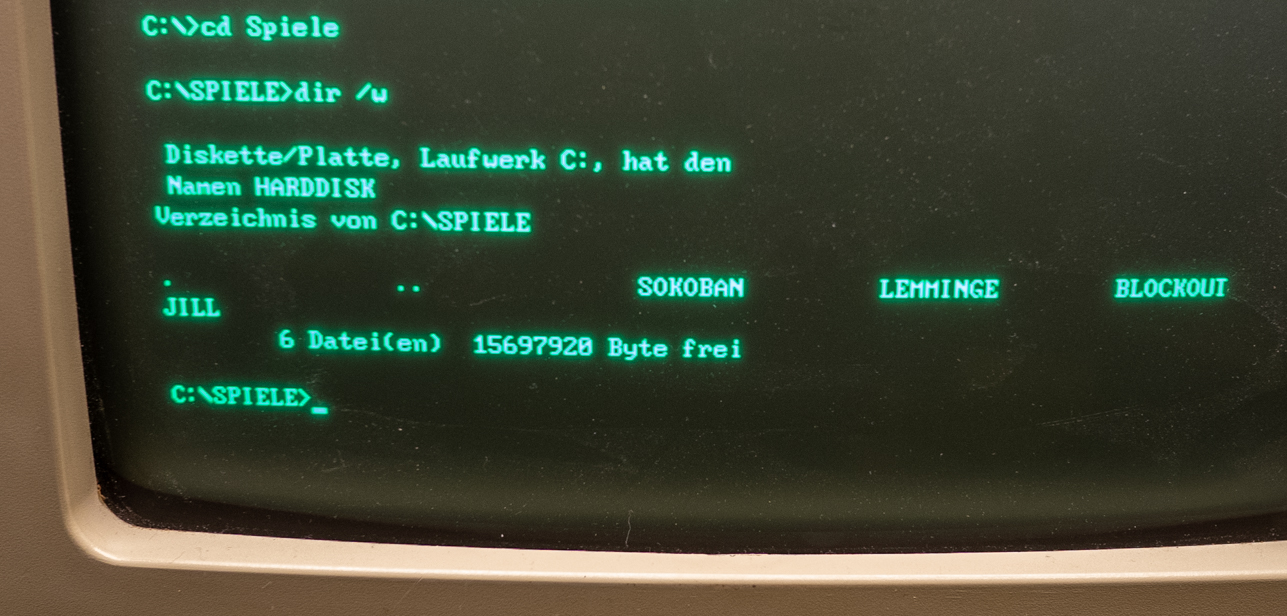 C:\>cd Spiele
C:\SPIELE>dir /w
Diskette/Platte, Laufwerk C:, hat den
Namen HARDDISK
Verzeichnis von C:\SPIELE
. .. SOKOBAN LEMMINGE BLOCKOUT
JILL
6 Datei(en) 15697920 Byte frei
C:\SPIELE>_